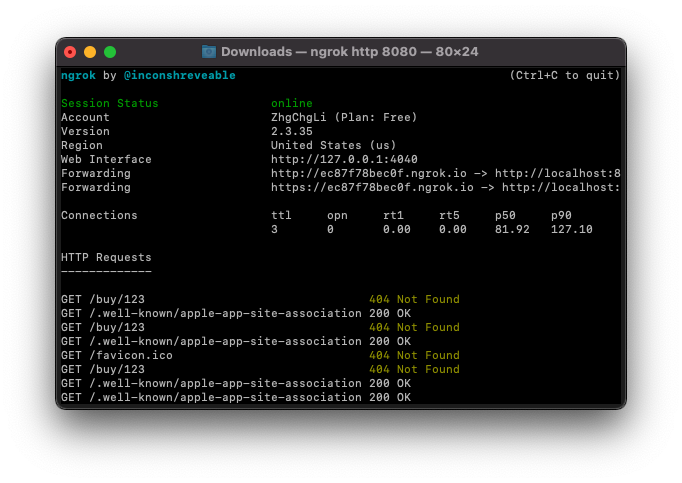 Downloads — ngrok http 8080 — 80×24
ngrok by @inconshreveable (Ctrl+C to quit)
Session Status online
Account ZhgChgLi (Plan: Free)
Version 2.3.35
Region United States (us)
Web Interface http://127.0.0.1:4040
Forwarding http://ec87f78bec0f.ngrok.io -> http://localhost:8
Forwarding https://ec87f78bec0f.ngrok.io -> http://localhost:
Connections ttl opn rt1 rt5 p50 p90
3 0 0.00 0.00 81.92 127.10
HTTP Requests
-------------
GET /buy/123 404 Not Found
GET /.well-known/apple-app-site-association 200 OK
GET /buy/123 404 Not Found
GET /.well-known/apple-app-site-association 200 OK
GET /favicon.ico 404 Not Found
GET /buy/123 404 Not Found
GET /.well-known/apple-app-site-association 200 OK
GET /.well-known/apple-app-site-association 200 OK